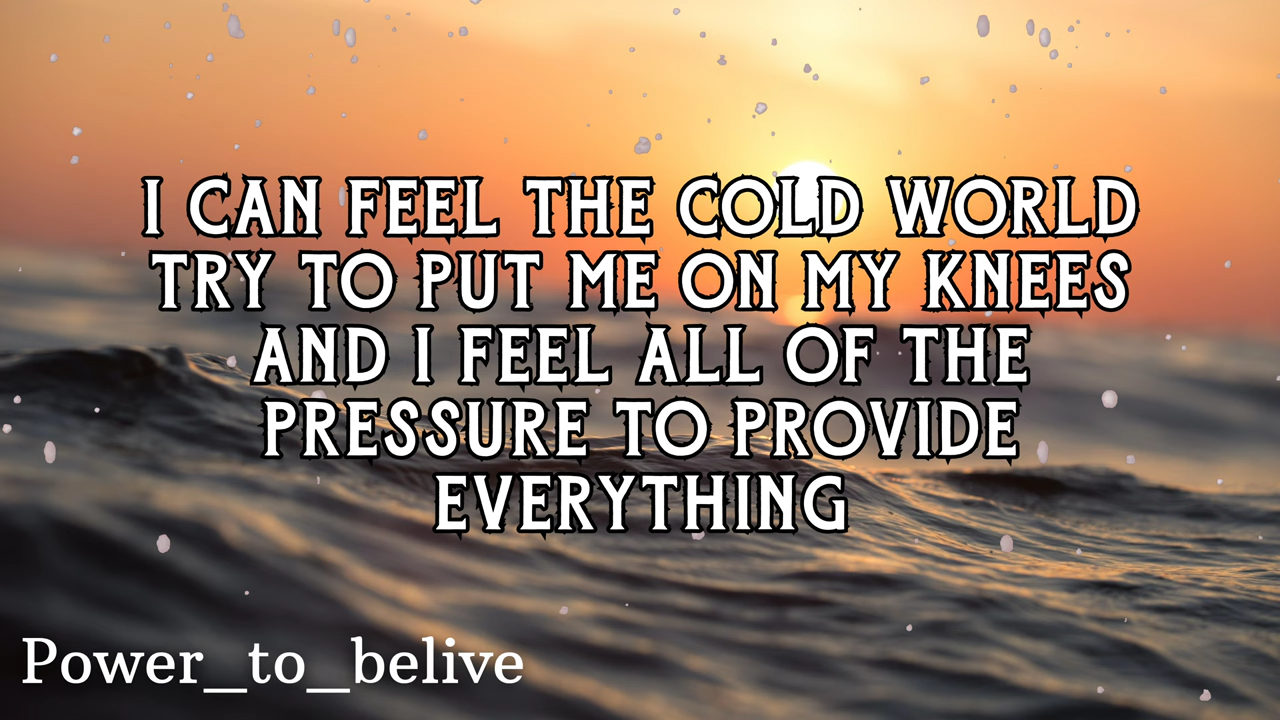 I CAN FEEL THE COLD WORLD
TRY TO PUT ME ON MY KNEES
AND I FEEL ALL OF THE
PRESSURE TO PROVIDE
EVERYTHING
Power_to_belive